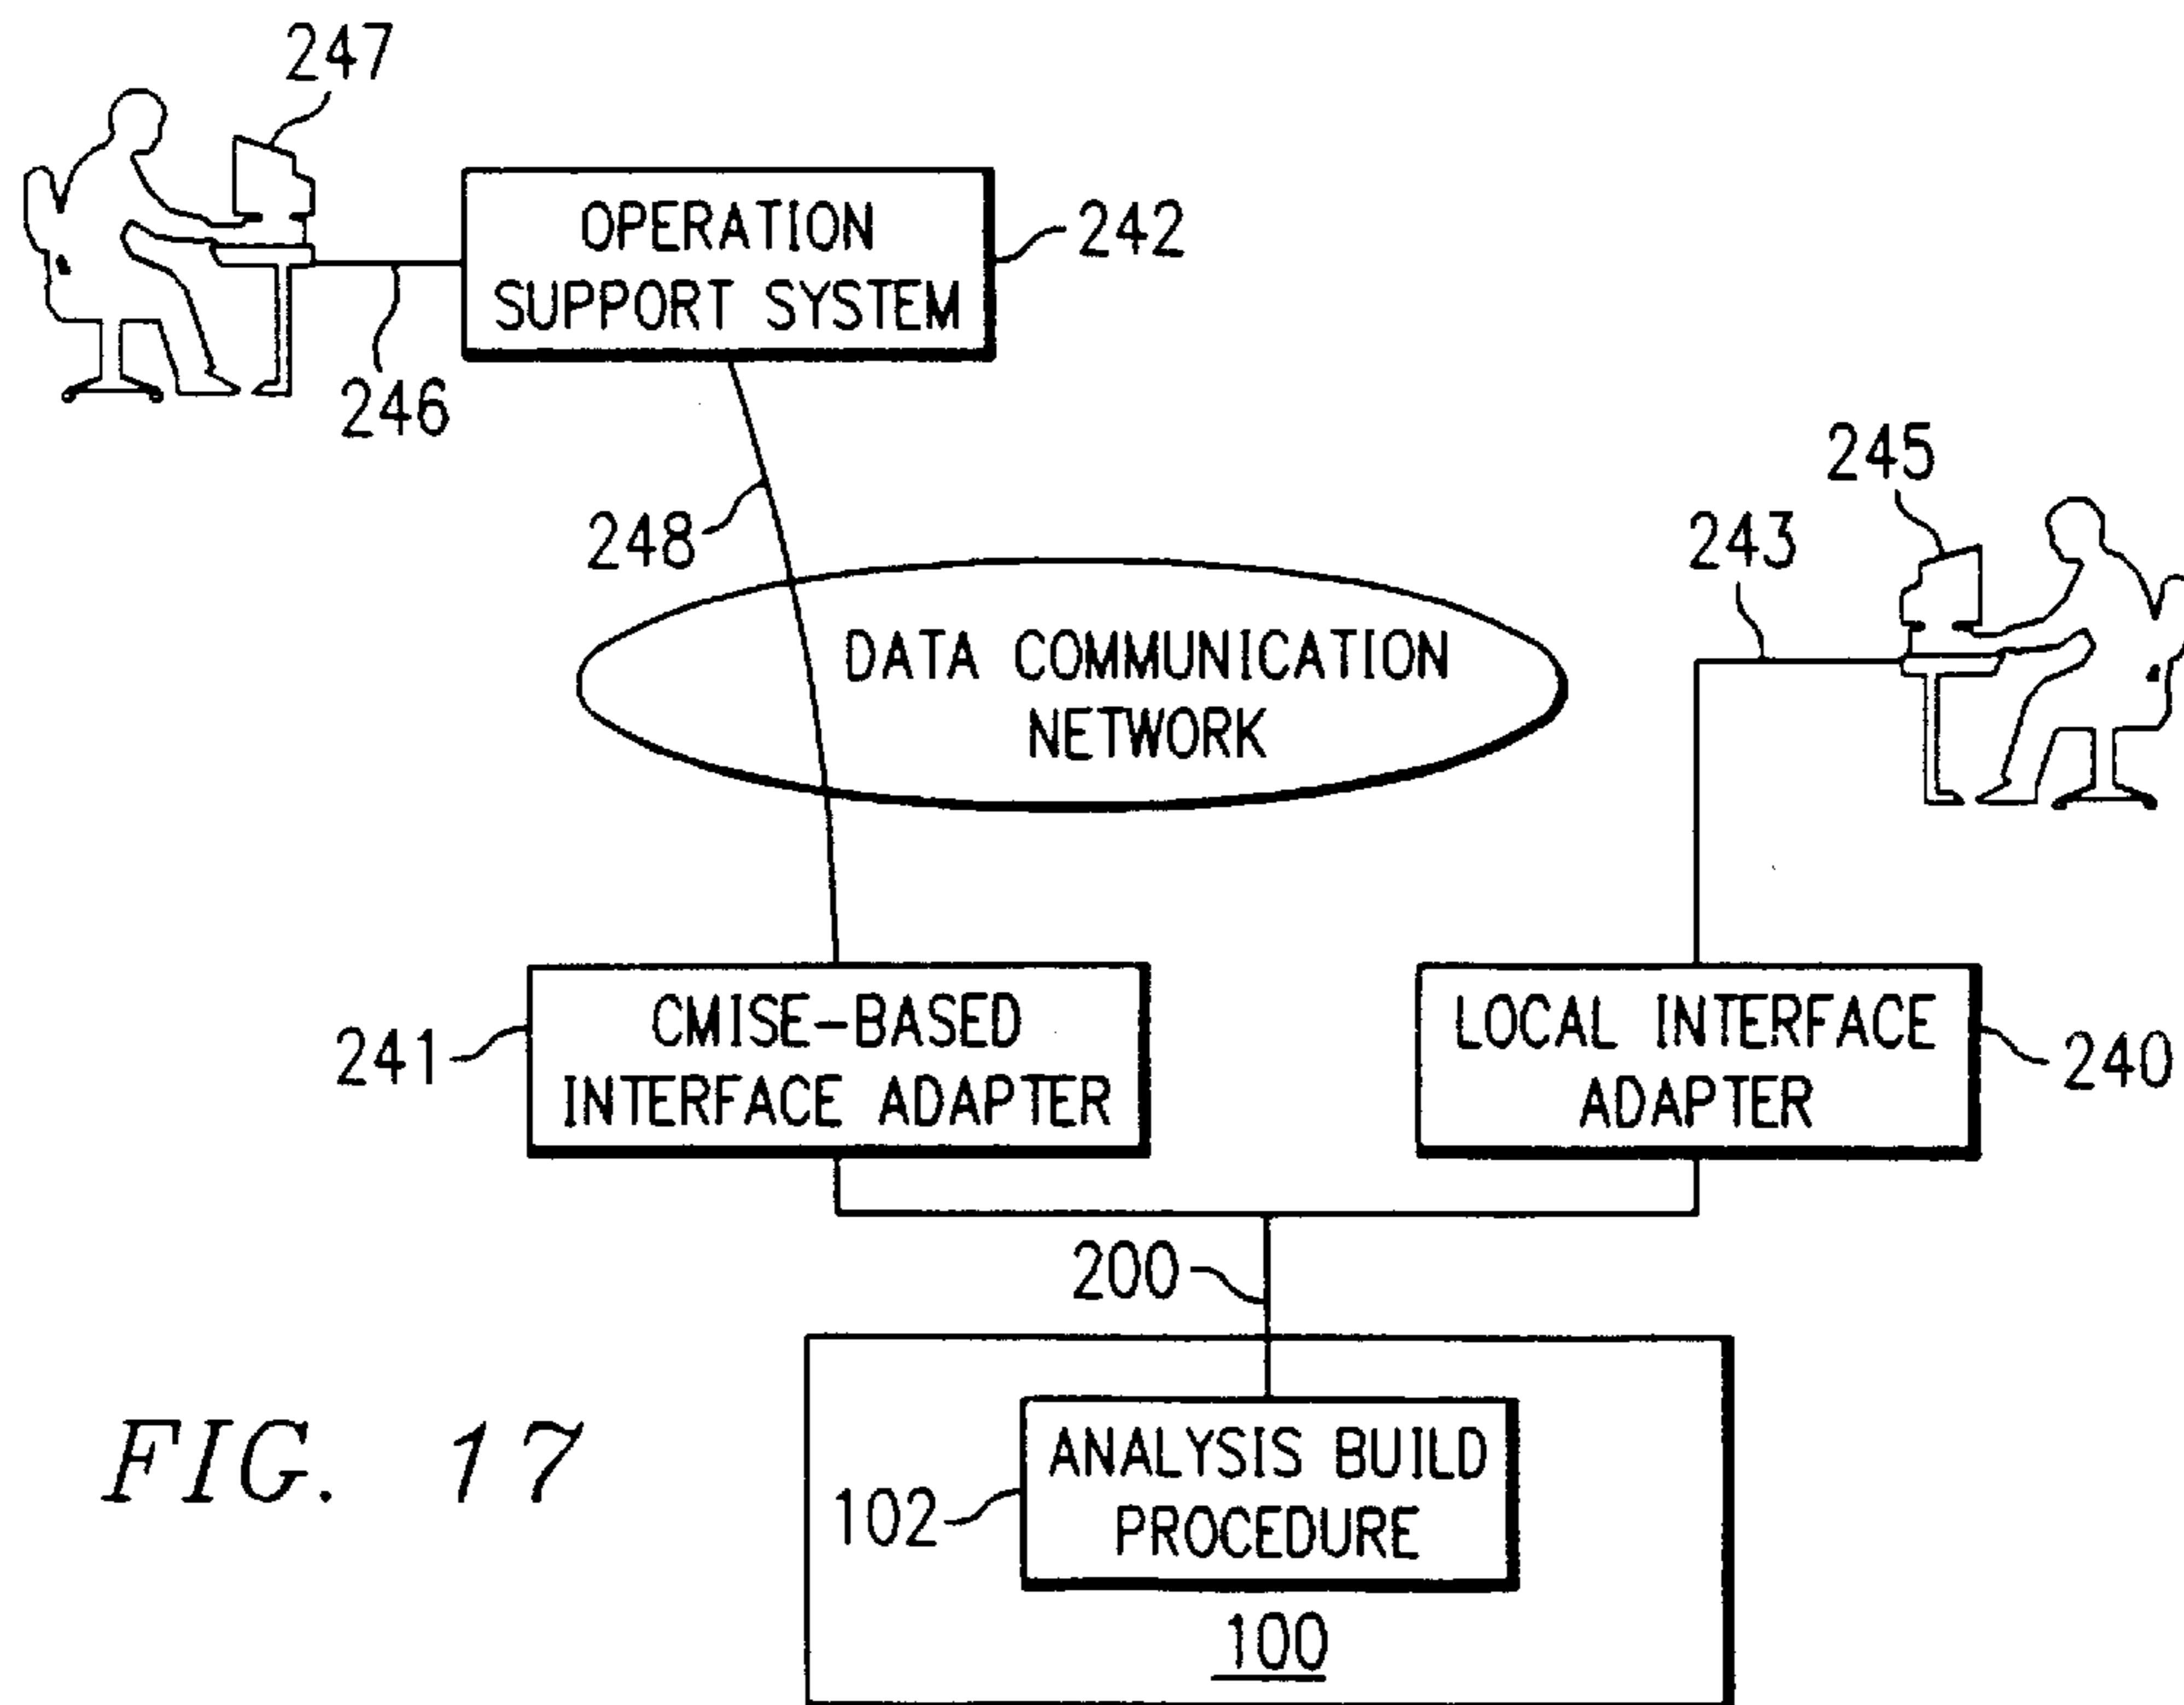 247
OPERATION
SUPPORT SYSTEM
242
246
248
245
243
DATA COMMUNICATION
NETWORK
241
CMISE-BASED
INTERFACE ADAPTER
LOCAL INTERFACE
ADAPTER
240
200
102
ANALYSIS BUILD
PROCEDURE
100
FIG. 17